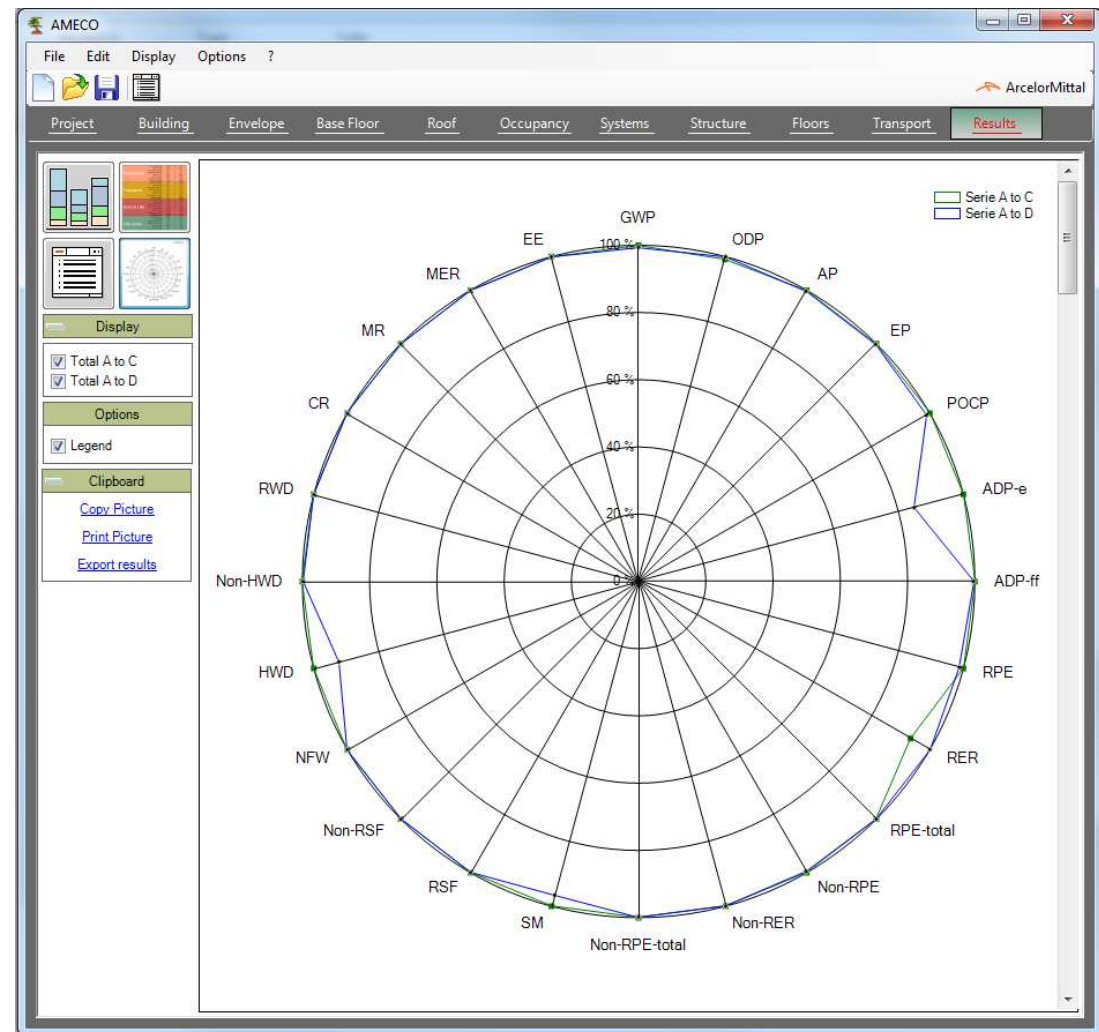 AMECO
File Edit Display Options ?
ArcelorMittal
Project Building Envelope Base Floor Roof Occupancy Systems Structure Floors Transport Results
Display
Total A to C
Total A to D
Options
Legend
Clipboard
Copy Picture
Print Picture
Export results
Serie A to C
Serie A to D
GWP
ODP
AP
EP
POCP
ADP-e
ADP-ff
RPE
RER
RPE-total
Non-RPE
Non-RER
Non-RPE-total
SM
RSF
Non-RSF
NFW
HWD
Non-HWD
RWD
CR
MR
MER
EE
100 %
80 %
60 %
40 %
20 %
0 %